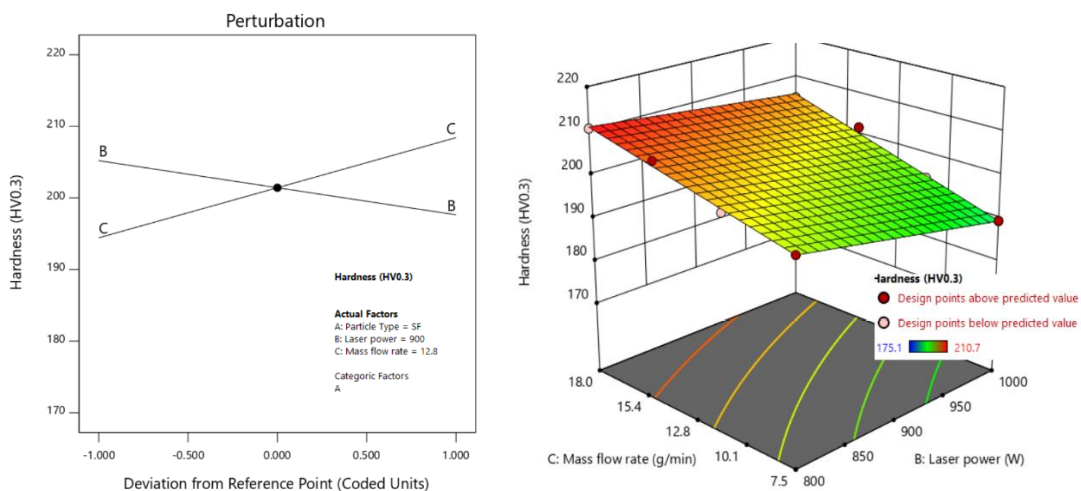 Perturbation
220
210
200
190
180
170
Hardness (HV0.3)
B
C
C
B
Hardness (HV0.3)
Actual Factors
A: Particle Type = SF
B: Laser power = 900
C: Mass flow rate = 12.8
Categoric Factors
A
-1.000
-0.500
0.000
0.500
1.000
Deviation from Reference Point (Coded Units)
220
210
200
190
180
170
Hardness (HV0.3)
Hardness (HV0.3)
Design points above predicted value
Design points below predicted value
175.1
210.7
18.0
15.4
12.8
10.1
7.5
C: Mass flow rate (g/min)
1000
950
900
850
800
B: Laser power (W)